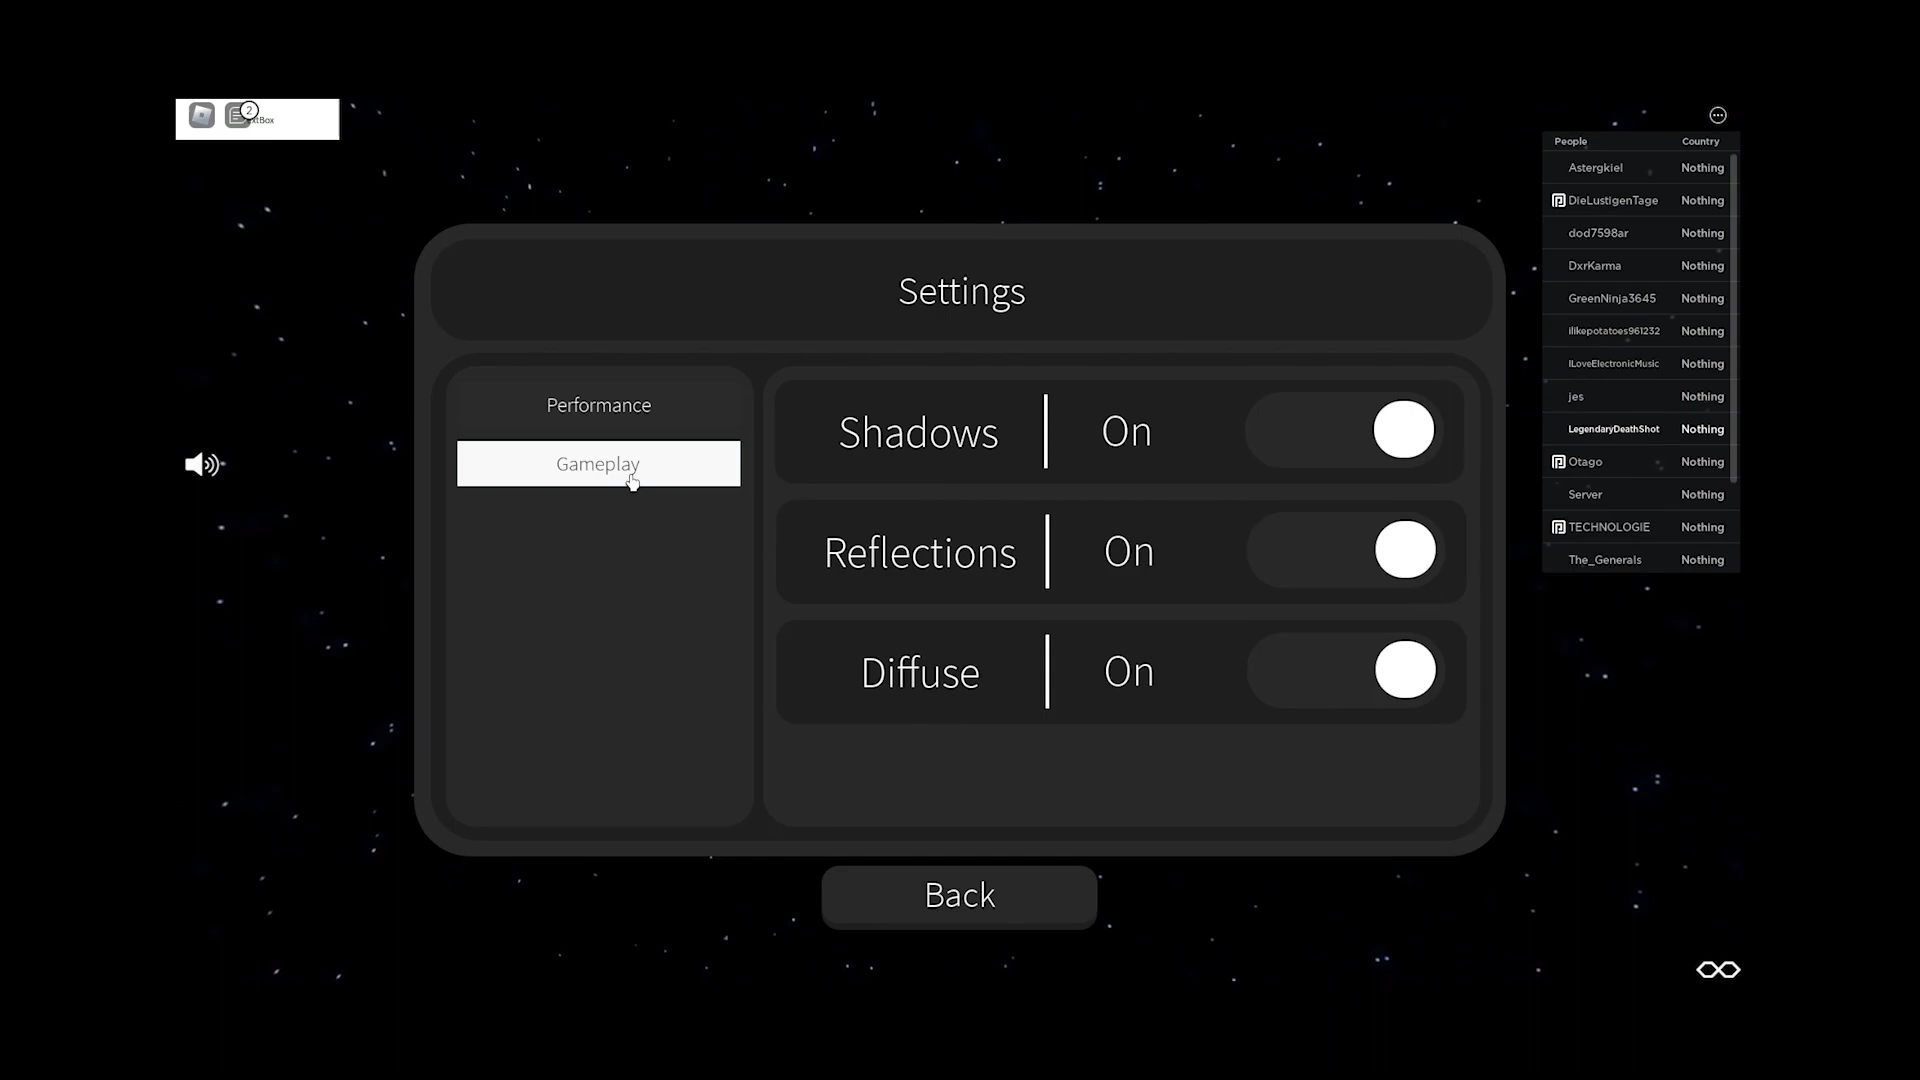 2
xtBox
People Country
Astergkiel Nothing
DieLustigenTage Nothing
dod7598ar Nothing
DxrKarma Nothing
GreenNinja3645 Nothing
ilikepotatoes961232 Nothing
ILoveElectronicMusic Nothing
jes Nothing
LegendaryDeathShot Nothing
Otago Nothing
Server Nothing
TECHNOLOGIE Nothing
The_Generals Nothing
Settings
Performance
Gameplay
Shadows On
Reflections On
Diffuse On
Back